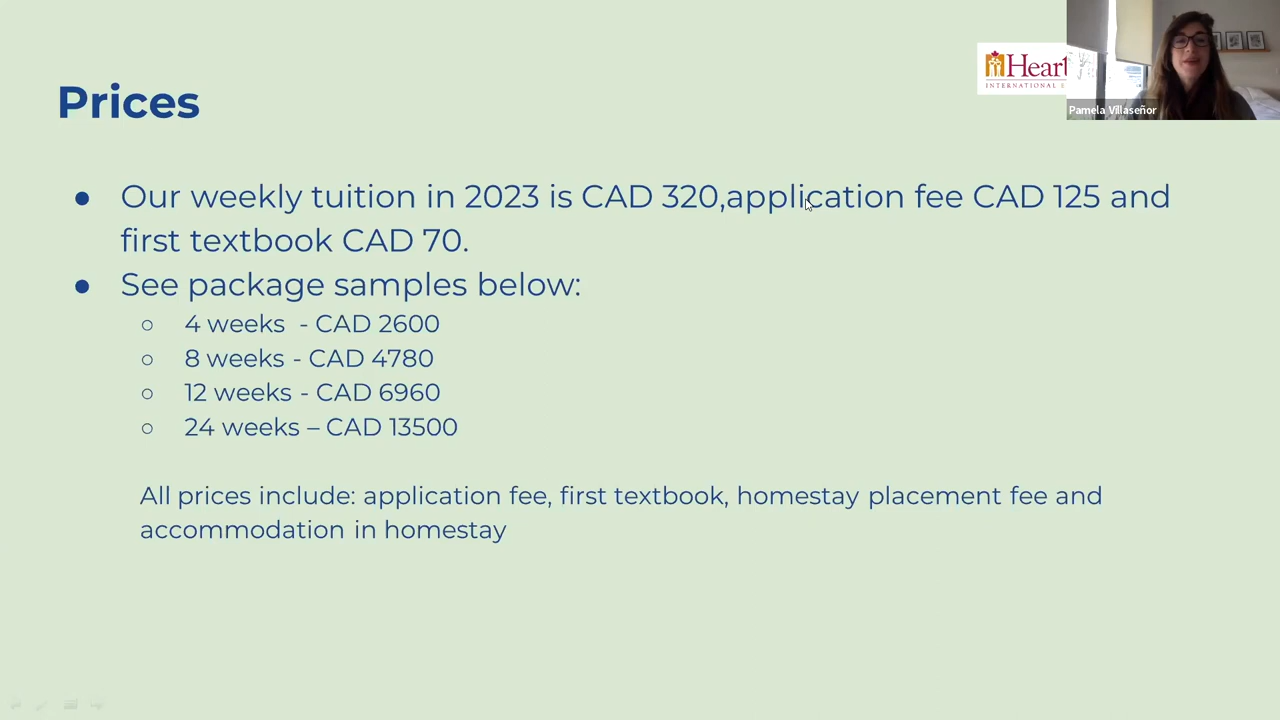 Heart
INTERNATIONAL
Pamela Villaseñor
Prices
● Our weekly tuition in 2023 is CAD 320,application fee CAD 125 and
first textbook CAD 70.
● See package samples below:
○ 4 weeks - CAD 2600
○ 8 weeks - CAD 4780
○ 12 weeks - CAD 6960
○ 24 weeks – CAD 13500
All prices include: application fee, first textbook, homestay placement fee and
accommodation in homestay